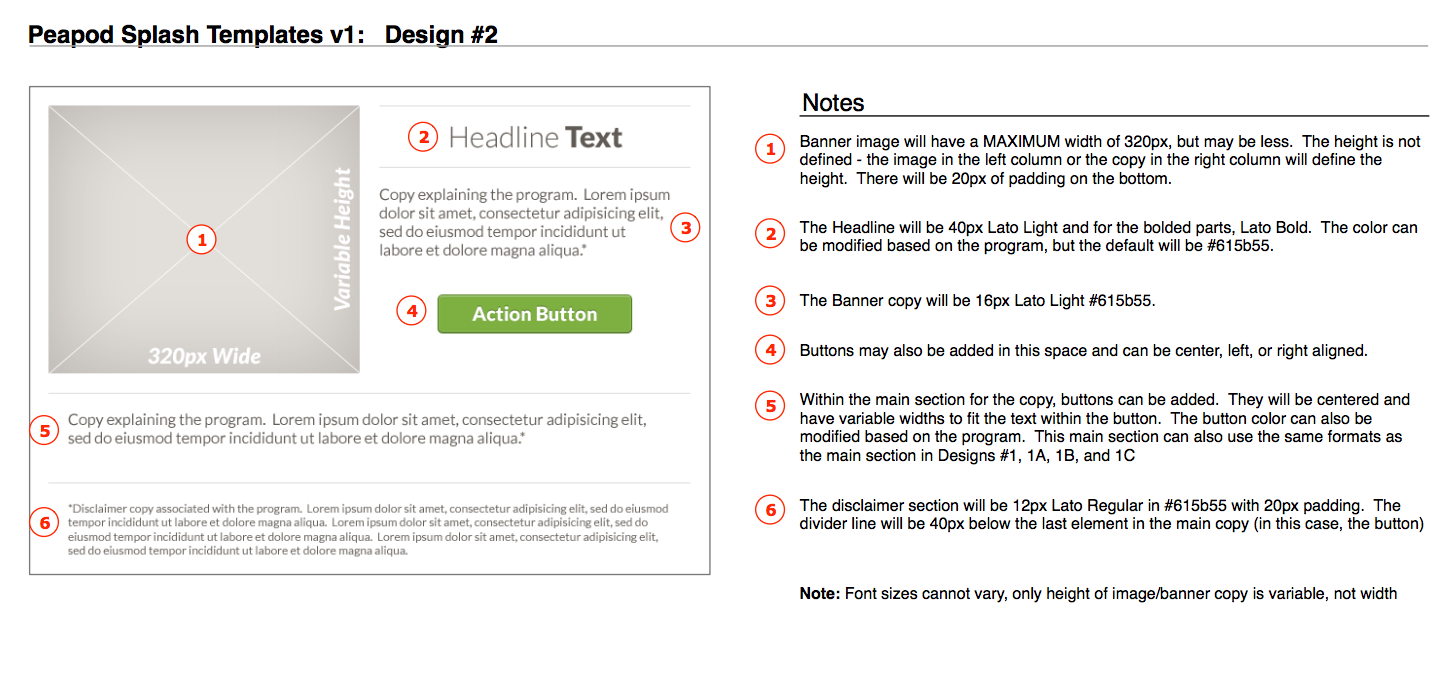 Peapod Splash Templates v1:   Design #2
1
Variable Height
320px Wide
2
Headline Text
Copy explaining the program.  Lorem ipsum
dolor sit amet, consectetur adipisicing elit,
sed do eiusmod tempor incididunt ut
labore et dolore magna aliqua.*
3
4
Action Button
5
Copy explaining the program.  Lorem ipsum dolor sit amet, consectetur adipisicing elit,
sed do eiusmod tempor incididunt ut labore et dolore magna aliqua.*
6
*Disclaimer copy associated with the program.  Lorem ipsum dolor sit amet, consectetur adipisicing elit, sed do eiusmod
tempor incididunt ut labore et dolore magna aliqua.  Lorem ipsum dolor sit amet, consectetur adipisicing elit, sed do
eiusmod tempor incididunt ut labore et dolore magna aliqua.  Lorem ipsum dolor sit amet, consectetur adipisicing elit,
sed do eiusmod tempor incididunt ut labore et dolore magna aliqua.
Notes
1
Banner image will have a MAXIMUM width of 320px, but may be less.  The height is not
defined - the image in the left column or the copy in the right column will define the
height.  There will be 20px of padding on the bottom.
2
The Headline will be 40px Lato Light and for the bolded parts, Lato Bold.  The color can
be modified based on the program, but the default will be #615b55.
3
The Banner copy will be 16px Lato Light #615b55.
4
Buttons may also be added in this space and can be center, left, or right aligned.
5
Within the main section for the copy, buttons can be added.  They will be centered and
have variable widths to fit the text within the button.  The button color can also be
modified based on the program.  This main section can also use the same formats as
the main section in Designs #1, 1A, 1B, and 1C
6
The disclaimer section will be 12px Lato Regular in #615b55 with 20px padding.  The
divider line will be 40px below the last element in the main copy (in this case, the button)
Note: Font sizes cannot vary, only height of image/banner copy is variable, not width